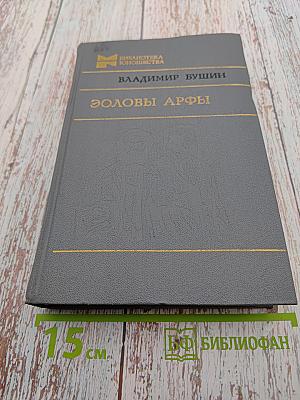 БИБЛИОТЕКА
ЮНОШЕСТВА
ВЛАДИМИР БУШИН
ЭОЛОВЫ АРФЫ
15 см.
БФ БИБЛИОФАН